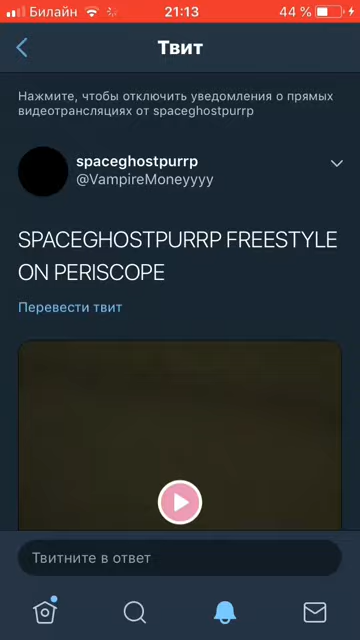 Билайн 21:13 44 %
Твит
Нажмите, чтобы отключить уведомления о прямых
видеотрансляциях от spaceghostpurrp
spaceghostpurrp
@VampireMoneyyyy
SPACEGHOSTPURRP FREESTYLE
ON PERISCOPE
Перевести твит
Твитните в ответ